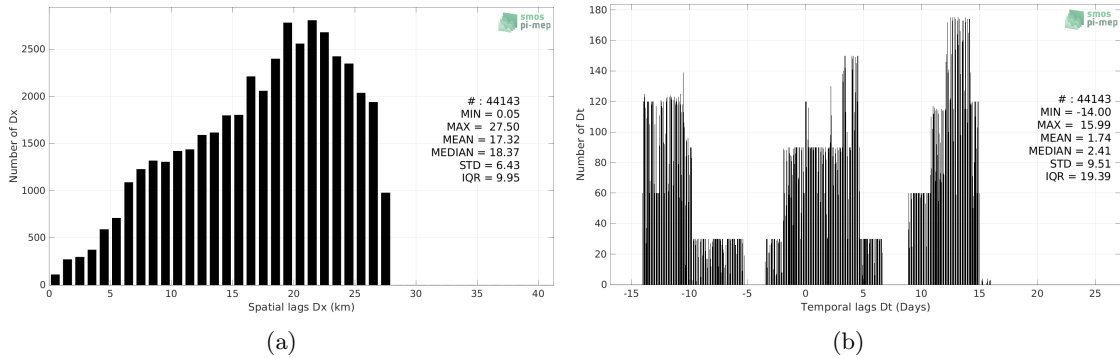 smos
pi-mep
2500
2000
1500
1000
500
0
Number of Dx
# : 44143
MIN = 0.05
MAX = 27.50
MEAN = 17.32
MEDIAN = 18.37
STD = 6.43
IQR = 9.95
0 5 10 15 20 25 30 35 40
Spatial lags Dx (km)
(a)
smos
pi-mep
180
160
140
120
100
80
60
40
20
0
Number of Dt
# : 44143
MIN = -14.00
MAX = 15.99
MEAN = 1.74
MEDIAN = 2.41
STD = 9.51
IQR = 19.39
-15 -10 -5 0 5 10 15 20 25
Temporal lags Dt (Days)
(b)